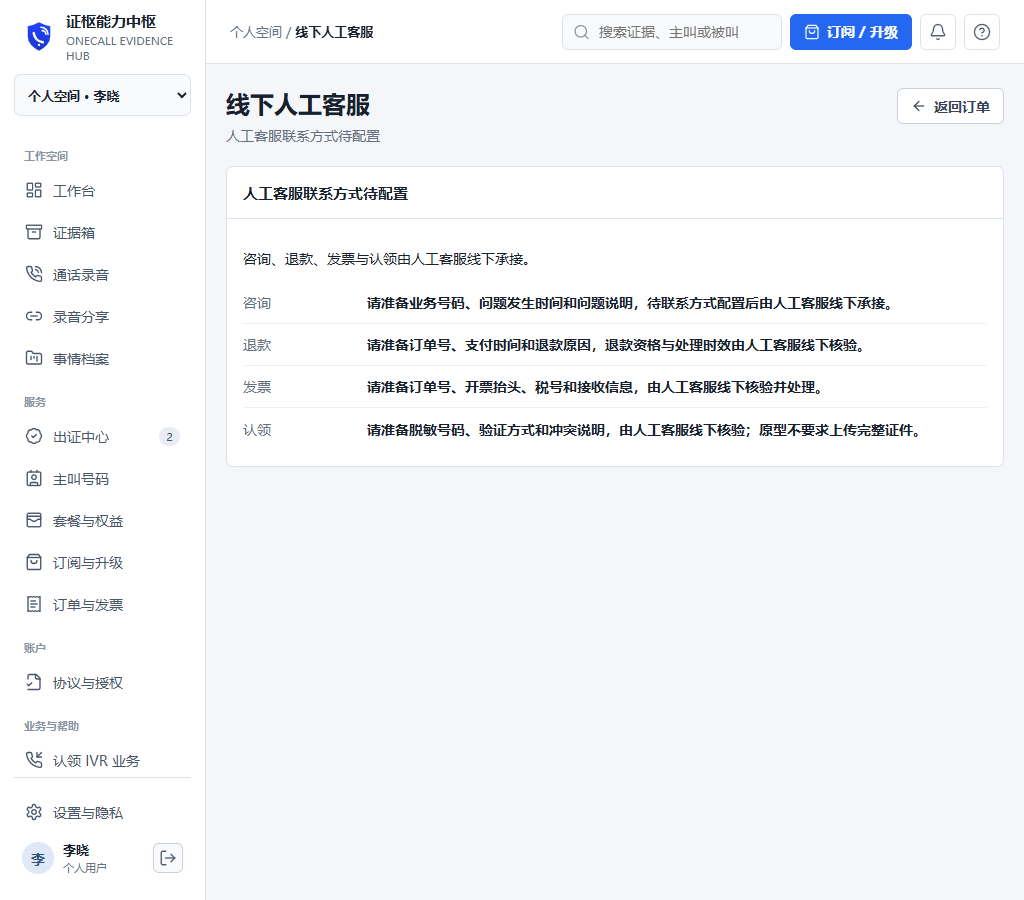 证枢能力中枢
ONECALL EVIDENCE
HUB
个人空间 • 李晓
工作空间
工作台
证据箱
通话录音
录音分享
事情档案
服务
出证中心 2
主叫号码
套餐与权益
订阅与升级
订单与发票
账户
协议与授权
业务与帮助
认领 IVR 业务
设置与隐私
李
李晓
个人用户
个人空间 / 线下人工客服
搜索证据、主叫或被叫
订阅 / 升级
线下人工客服
人工客服联系方式待配置
返回订单
人工客服联系方式待配置
咨询、退款、发票与认领由人工客服线下承接。
咨询 请准备业务号码、问题发生时间和问题说明，待联系方式配置后由人工客服线下承接。
退款 请准备订单号、支付时间和退款原因，退款资格与处理时效由人工客服线下核验。
发票 请准备订单号、开票抬头、税号和接收信息，由人工客服线下核验并处理。
认领 请准备脱敏号码、验证方式和冲突说明，由人工客服线下核验；原型不要求上传完整证件。